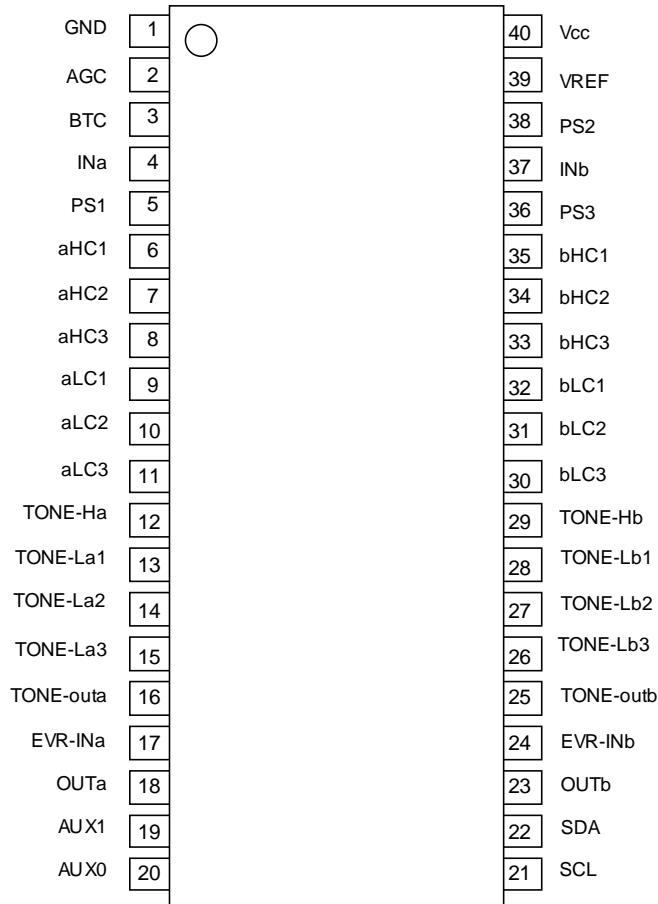 GND 1 40 Vcc
AGC 2 39 VREF
BTC 3 38 PS2
INa 4 37 INb
PS1 5 36 PS3
aHC1 6 35 bHC1
aHC2 7 34 bHC2
aHC3 8 33 bHC3
aLC1 9 32 bLC1
aLC2 10 31 bLC2
aLC3 11 30 bLC3
TONE-Ha 12 29 TONE-Hb
TONE-La1 13 28 TONE-Lb1
TONE-La2 14 27 TONE-Lb2
TONE-La3 15 26 TONE-Lb3
TONE-outa 16 25 TONE-outb
EVR-INa 17 24 EVR-INb
OUTa 18 23 OUTb
AUX1 19 22 SDA
AUX0 20 21 SCL